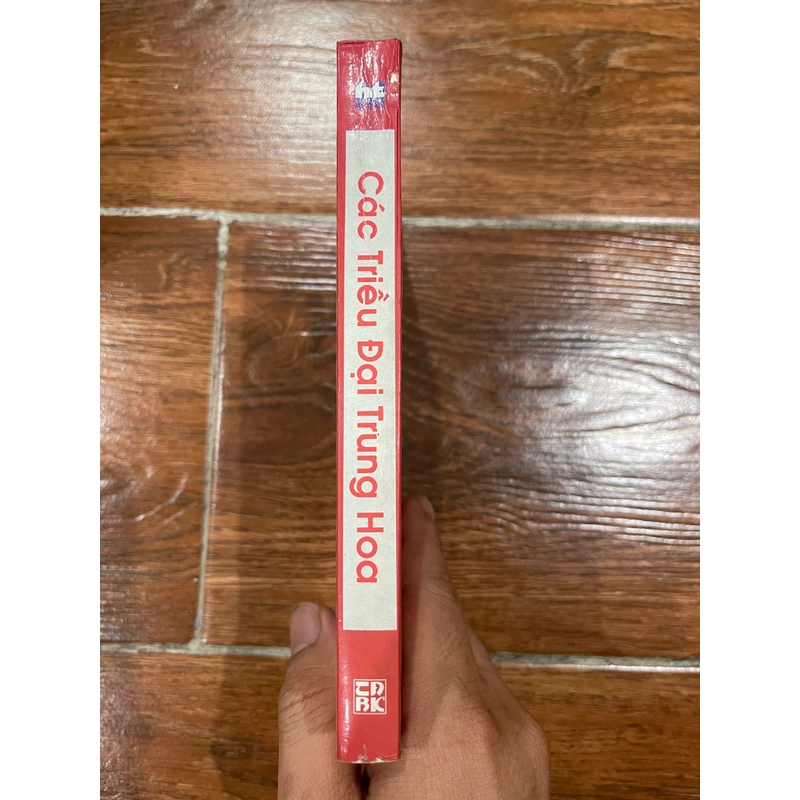 Các Triều Đại Trung Hoa